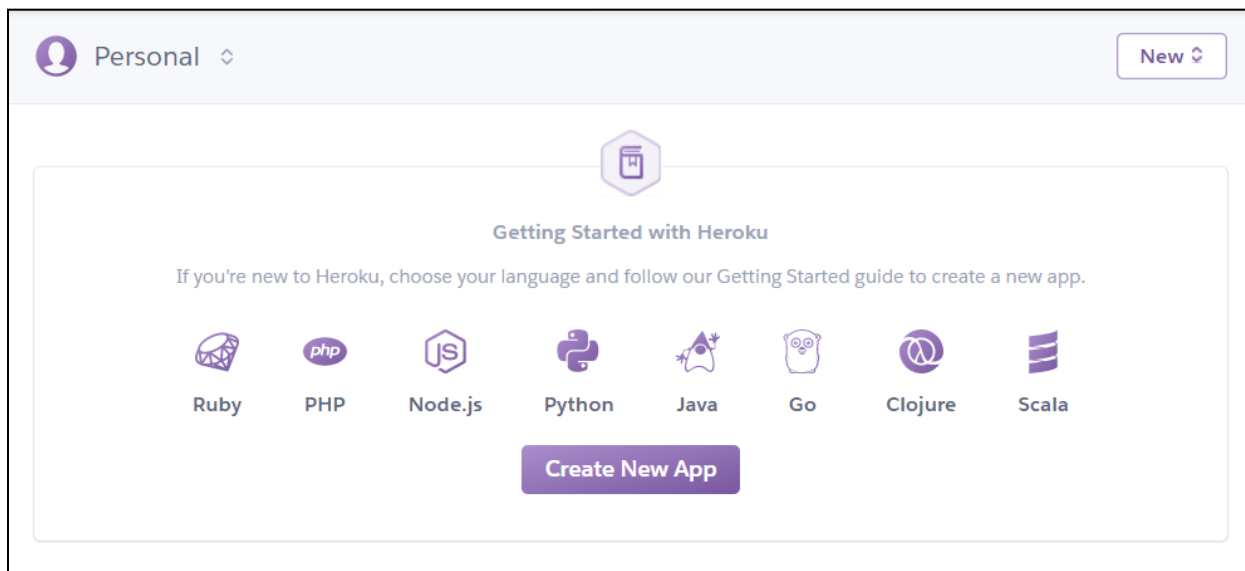 Personal
New
Getting Started with Heroku
If you're new to Heroku, choose your language and follow our Getting Started guide to create a new app.
php
JS
Ruby
PHP
Node.js
Python
Java
Go
Clojure
Scala
Create New App